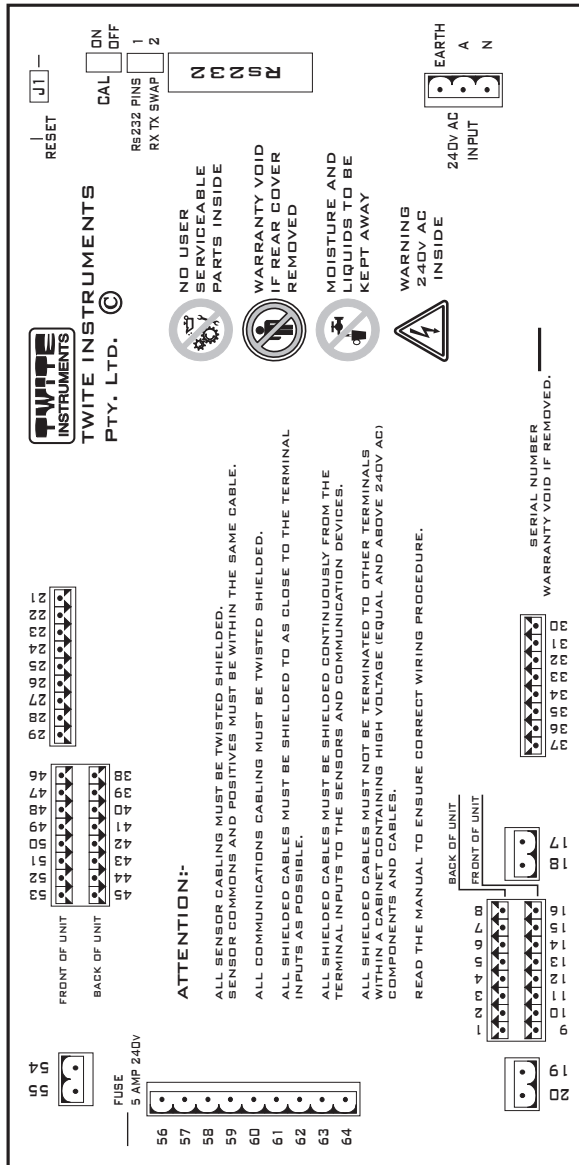 55 54
FUSE
5 AMP 240V
56
57
58
59
60
61
62
63
64
53 52 51 50 49 48 47 46
FRONT OF UNIT
BACK OF UNIT
45 44 43 42 41 40 39 38
29 28 27 26 25 24 23 22 21
TWITE
INSTRUMENTS
TWITE INSTRUMENTS
PTY. LTD. ©
RESET
J1
CAL
ON
OFF
RS232 PINS
RX TX SWAP
1
2
RS232
NO USER
SERVICEABLE
PARTS INSIDE
WARRANTY VOID
IF REAR COVER
REMOVED
MOISTURE AND
LIQUIDS TO BE
KEPT AWAY
WARNING
240V AC
INSIDE
240V AC
INPUT
EARTH
A
N
ATTENTION:-
ALL SENSOR CABLING MUST BE TWISTED SHIELDED.
SENSOR COMMONS AND POSITIVES MUST BE WITHIN THE SAME CABLE.
ALL COMMUNICATIONS CABLING MUST BE TWISTED SHIELDED.
ALL SHIELDED CABLES MUST BE SHIELDED TO AS CLOSE TO THE TERMINAL
INPUTS AS POSSIBLE.
ALL SHIELDED CABLES MUST BE SHIELDED CONTINUOUSLY FROM THE
TERMINAL INPUTS TO THE SENSORS AND COMMUNICATION DEVICES.
ALL SHIELDED CABLES MUST NOT BE TERMINATED TO OTHER TERMINALS
WITHIN A CABINET CONTAINING HIGH VOLTAGE (EQUAL AND ABOVE 240V AC)
COMPONENTS AND CABLES.
READ THE MANUAL TO ENSURE CORRECT WIRING PROCEDURE.
1 2 3 4 5 6 7 8
BACK OF UNIT
FRONT OF UNIT
9 10 11 12 13 14 15 16
20 19
18 17
37 36 35 34 33 32 31 30
SERIAL NUMBER
WARRANTY VOID IF REMOVED.